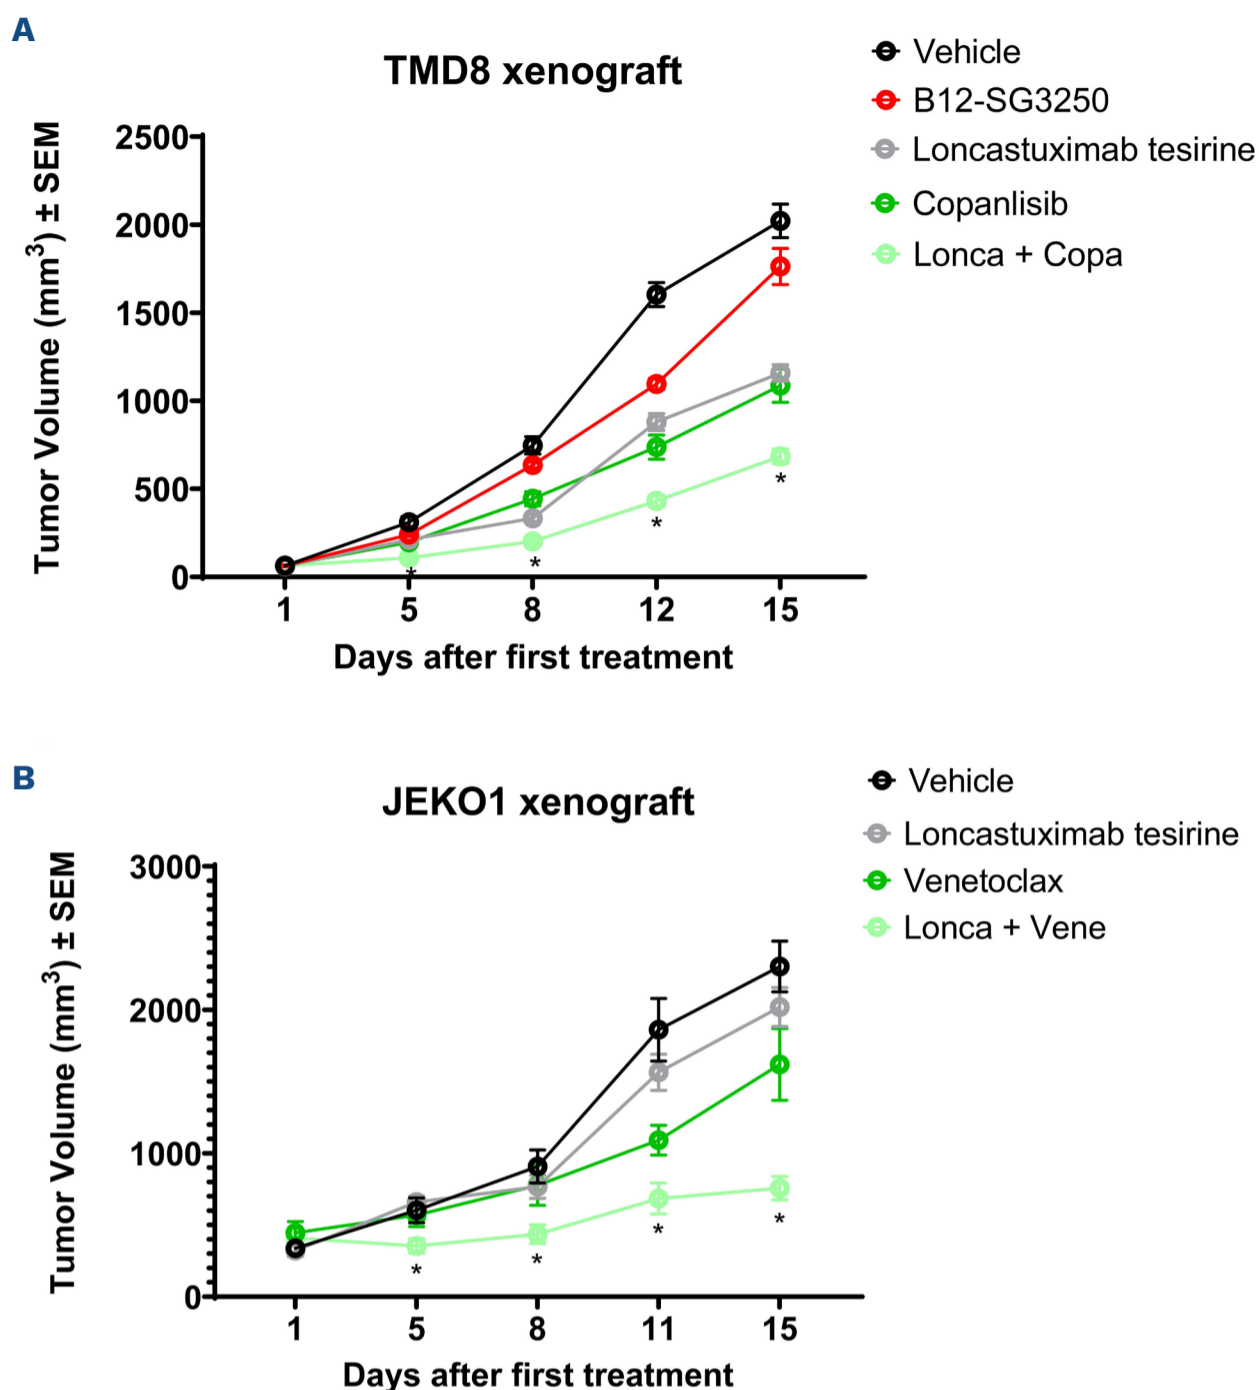 A
TMD8 xenograft
Vehicle
B12-SG3250
Loncastuximab tesirine
Copanlisib
Lonca + Copa
Tumor Volume (mm³) ± SEM
2500
2000
1500
1000
500
0
*
*
*
*
1 5 8 12 15
Days after first treatment
B
JEKO1 xenograft
Vehicle
Loncastuximab tesirine
Venetoclax
Lonca + Vene
Tumor Volume (mm³) ± SEM
3000
2000
1000
0
*
*
*
*
1 5 8 11 15
Days after first treatment